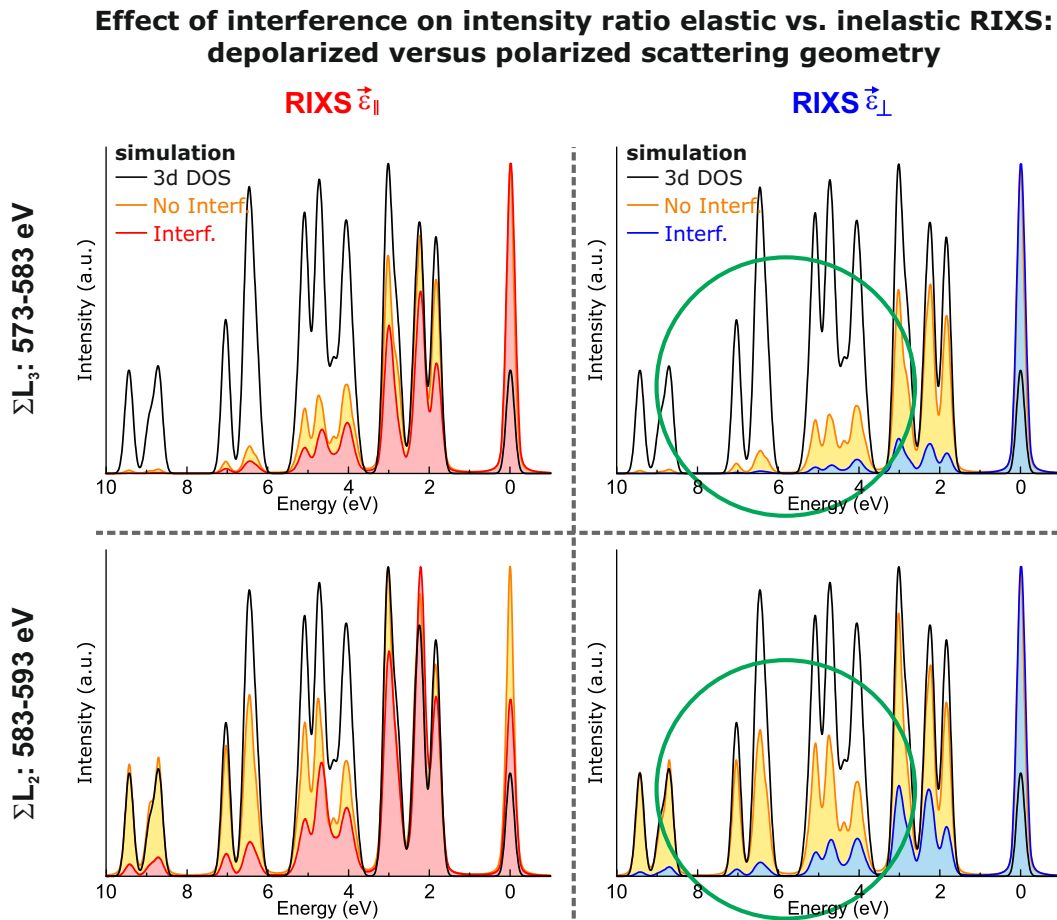 Effect of interference on intensity ratio elastic vs. inelastic RIXS:
depolarized versus polarized scattering geometry
RIXS ε⃗∥
RIXS ε⃗⊥
ΣL₃: 573-583 eV
Intensity (a.u.)
simulation
3d DOS
No Interf.
Interf.
10 8 6 4 2 0
Energy (eV)
Intensity (a.u.)
simulation
3d DOS
No Interf.
Interf.
10 8 6 4 2 0
Energy (eV)
ΣL₂: 583-593 eV
Intensity (a.u.)
10 8 6 4 2 0
Energy (eV)
Intensity (a.u.)
10 8 6 4 2 0
Energy (eV)